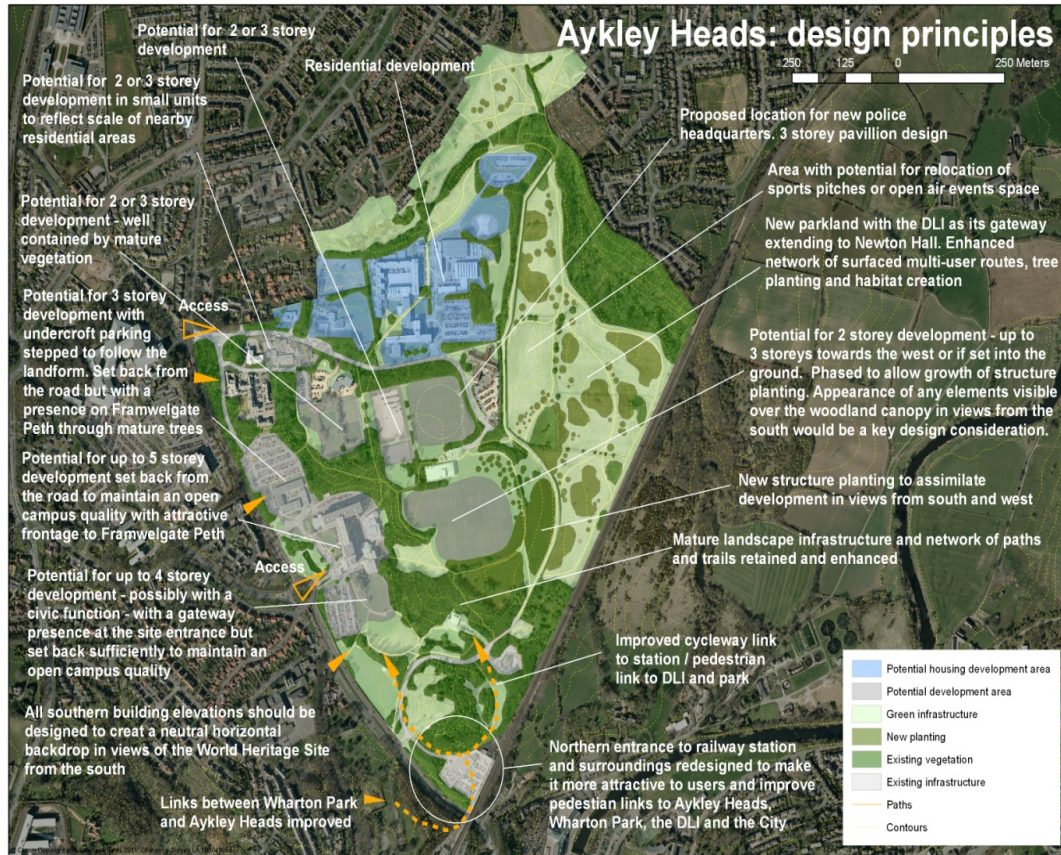 Aykley Heads: design principles
250 125 0 250 Meters
Potential for 2 or 3 storey
development
Residential development
Potential for 2 or 3 storey
development in small units
to reflect scale of nearby
residential areas
Potential for 2 or 3 storey
development - well
contained by mature
vegetation
Access
Potential for 3 storey
development with
undercroft parking
stepped to follow the
landform. Set back from
the road but with a
presence on Framwelgate
Peth through mature trees
Potential for up to 5 storey
development set back from
the road to maintain an open
campus quality with attractive
frontage to Framwelgate Peth
Access
Potential for up to 4 storey
development - possibly with a
civic function - with a gateway
presence at the site entrance but
set back sufficiently to maintain an
open campus quality
All southern building elevations should be
designed to creat a neutral horizontal
backdrop in views of the World Heritage Site
from the south
Links between Wharton Park
and Aykley Heads improved
Proposed location for new police
headquarters. 3 storey pavillion design
Area with potential for relocation of
sports pitches or open air events space
New parkland with the DLI as its gateway
extending to Newton Hall. Enhanced
network of surfaced multi-user routes, tree
planting and habitat creation
Potential for 2 storey development - up to
3 storeys towards the west or if set into the
ground. Phased to allow growth of structure
planting. Appearance of any elements visible
over the woodland canopy in views from the
south would be a key design consideration.
New structure planting to assimilate
development in views from south and west
Mature landscape infrastructure and network of paths
and trails retained and enhanced
Improved cycleway link
to station / pedestrian
link to DLI and park
Northern entrance to railway station
and surroundings redesigned to make
it more attractive to users and improve
pedestian links to Aykley Heads,
Wharton Park, the DLI and the City
Potential housing development area
Potential development area
Green infrastructure
New planting
Existing vegetation
Existing infrastructure
Paths
Contours